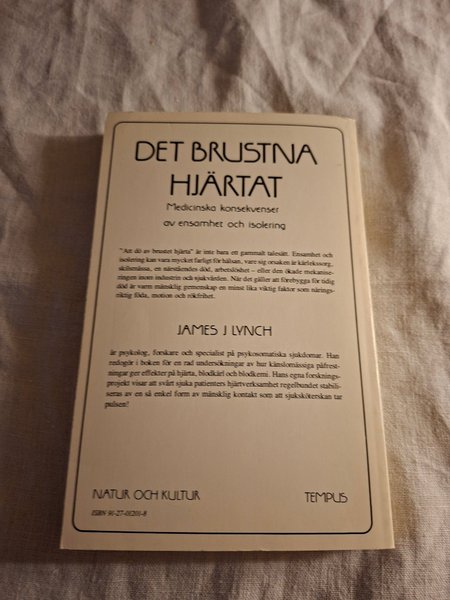 DET BRUSTNA
HJÄRTAT
Medicinska konsekvenser
av ensamhet och isolering
"Att dö av brustet hjärta" är inte bara ett gammalt talesätt. Ensamhet och
isolering kan vara mycket farligt för hälsan, vare sig orsaken är kärlekssorg,
skilsmässa, en närståendes död, arbetslöshet – eller den ökade mekanise-
ringen inom industrin och sjukvården. När det gäller att förebygga för tidig
död är varm mänsklig gemenskap en minst lika viktig faktor som närings-
riktig föda, motion och rökfrihet.
JAMES J LYNCH
är psykolog, forskare och specialist på psykosomatiska sjukdomar. Han
redogör i boken för en rad undersökningar av hur känslomässiga påfrest-
ningar ger effekter på hjärta, blodkärl och blodkemi. Hans egna forsknings-
projekt visar att svårt sjuka patienters hjärtverksamhet regelbundet stabili-
seras av en så enkel form av mänsklig kontakt som att sjuksköterskan tar
pulsen!
NATUR OCH KULTUR TEMPUS
ISBN 91-27-01201-8